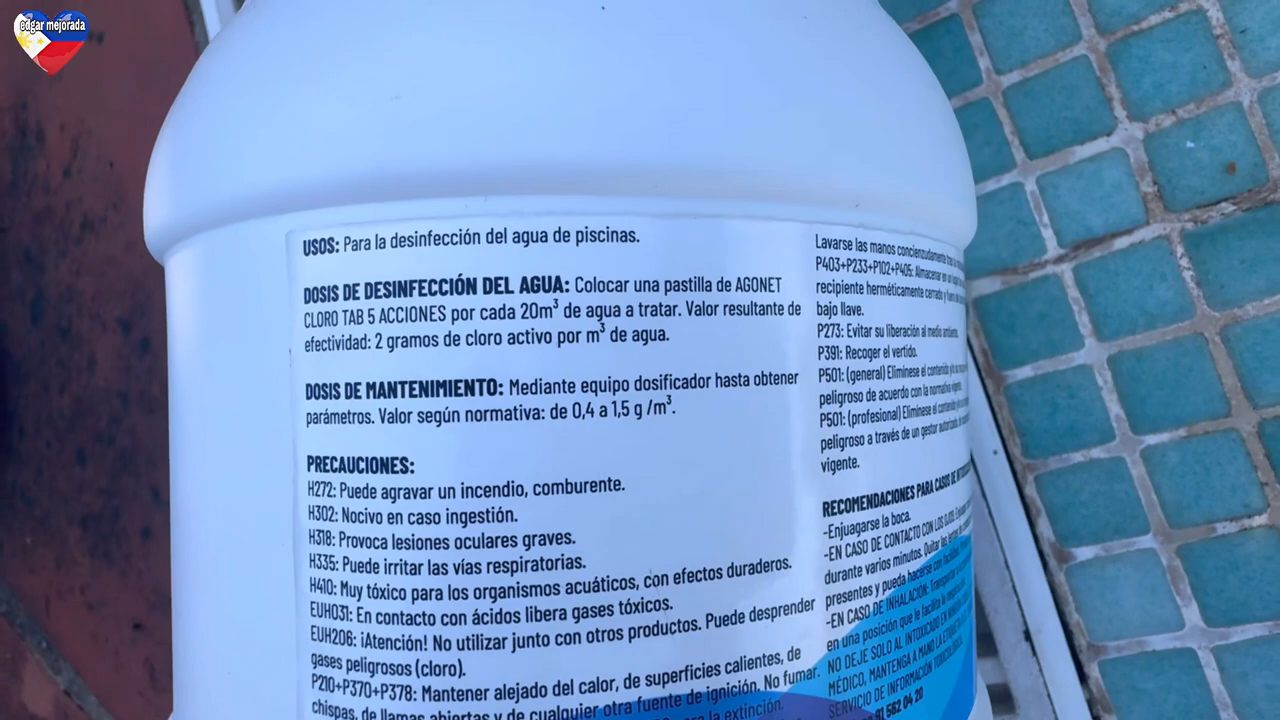 edgar mejorada
USOS: Para la desinfección del agua de piscinas.
DOSIS DE DESINFECCIÓN DEL AGUA: Colocar una pastilla de AGONET
CLORO TAB 5 ACCIONES por cada 20m³ de agua a tratar. Valor resultante de
efectividad: 2 gramos de cloro activo por m³ de agua.
DOSIS DE MANTENIMIENTO: Mediante equipo dosificador hasta obtener
parámetros. Valor según normativa: de 0,4 a 1,5 g /m³.
PRECAUCIONES:
H272: Puede agravar un incendio, comburente.
H302: Nocivo en caso ingestión.
H318: Provoca lesiones oculares graves.
H335: Puede irritar las vías respiratorias.
H410: Muy tóxico para los organismos acuáticos, con efectos duraderos.
EUH031: En contacto con ácidos libera gases tóxicos.
EUH206: ¡Atención! No utilizar junto con otros productos. Puede desprender
gases peligrosos (cloro).
P210+P370+P378: Mantener alejado del calor, de superficies calientes, de
chispas, de llamas abiertas y de cualquier otra fuente de ignición. No fumar.
para la extinción.
Lavarse las manos concienzudamente tras la
P403+P233+P102+P405: Almacenar en un lugar
recipiente herméticamente cerrado y fuera del
bajo llave.
P273: Evitar su liberación al medio ambiente.
P391: Recoger el vertido.
P501: (general) Elimínese el contenido
peligroso de acuerdo con la normativa vigente.
P501: (profesional) Elimínese el contenido
peligroso a través de un gestor autorizado
vigente.
RECOMENDACIONES PARA CASOS DE
-Enjuagarse la boca.
-EN CASO DE CONTACTO CON LOS OJOS:
durante varios minutos. Quitar las
presentes y pueda hacerse con facilidad.
-EN CASO DE INHALACIÓN: Transportar
en una posición que le facilite la respiración.
NO DEJE SOLO AL INTOXICADO EN NINGÚN
MÉDICO, MANTENGA A MANO LA ETIQUETA
SERVICIO DE INFORMACIÓN TOXICOLÓGICA.
91 562 04 20